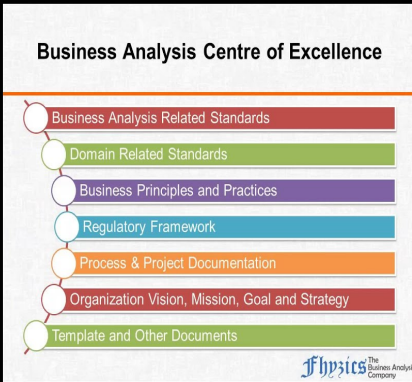 Business Analysis Centre of Excellence
Business Analysis Related Standards
Domain Related Standards
Business Principles and Practices
Regulatory Framework
Process & Project Documentation
Organization Vision, Mission, Goal and Strategy
Template and Other Documents
Fhyzics The
Business Analysis
Company